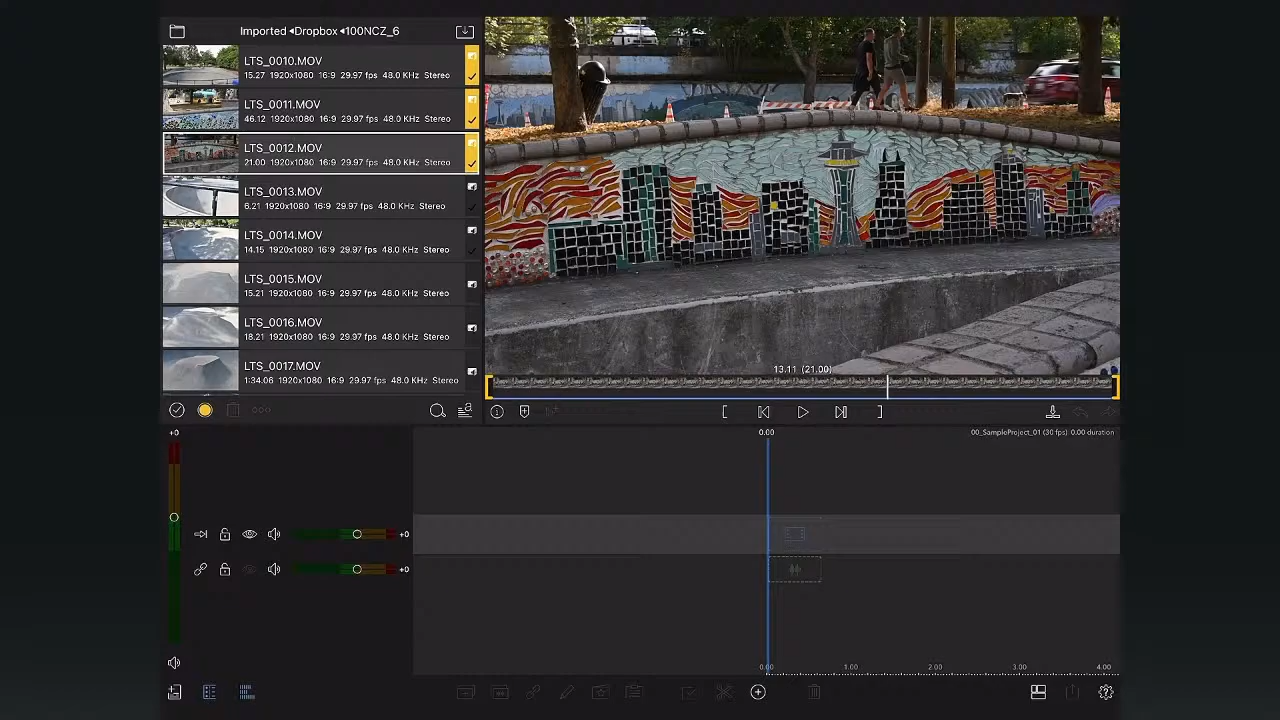 Imported ◂Dropbox ◂100NCZ_6
15.27 1920x1080 16:9 29.97 fps 48.0 KHz Stereo
LTS_0011.MOV
46.12 1920x1080 16:9 29.97 fps 48.0 KHz Stereo
LTS_0012.MOV
21.00 1920x1080 16:9 29.97 fps 48.0 KHz Stereo
LTS_0013.MOV
6.21 1920x1080 16:9 29.97 fps 48.0 KHz Stereo
LTS_0014.MOV
14.15 1920x1080 16:9 29.97 fps 48.0 KHz Stereo
LTS_0015.MOV
15.21 1920x1080 16:9 29.97 fps 48.0 KHz Stereo
LTS_0016.MOV
18.21 1920x1080 16:9 29.97 fps 48.0 KHz Stereo
LTS_0017.MOV
1:34.06 1920x1080 16:9 29.97 fps 48.0 KHz Stereo
13.11 (21.00)
+0
0.00
00_SampleProject_01 (30 fps) 0.00 duration
+0
+0
0.00 1.00 2.00 3.00 4.00